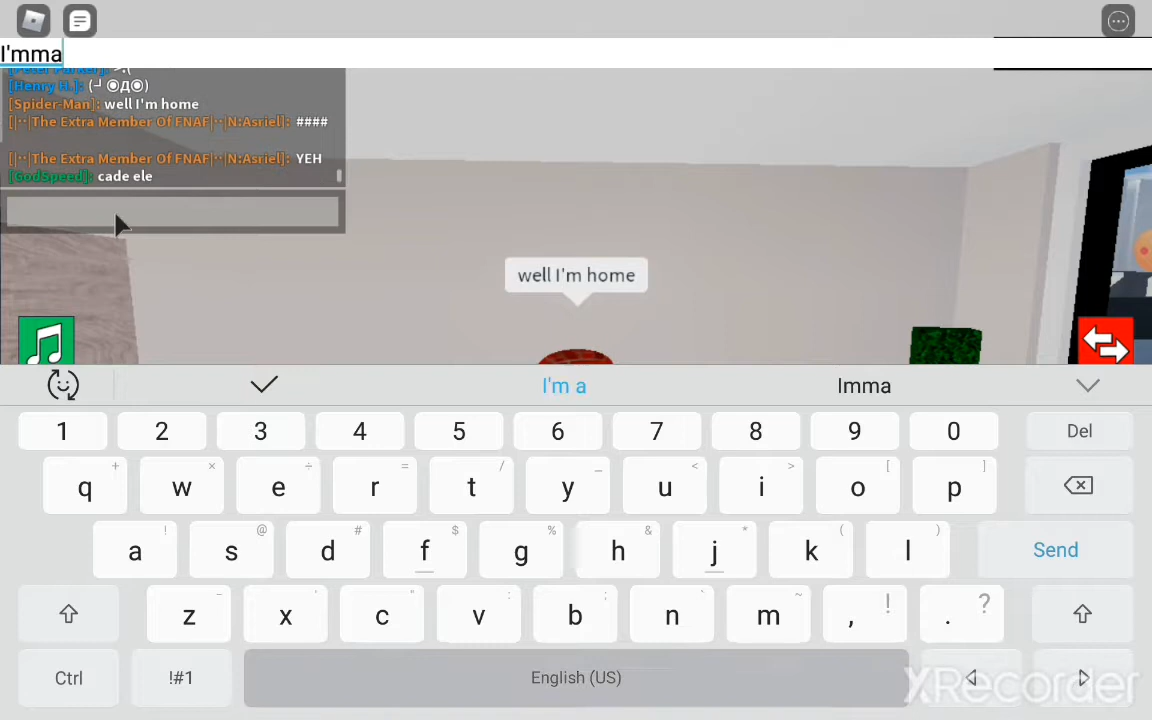 I'mma
[Peter Parker]: >:(
[Henry H.]: (┘◉Д◉)
[Spider-Man]: well I'm home
[|··|The Extra Member Of FNAF|··|N:Asriel]: ####
[|··|The Extra Member Of FNAF|··|N:Asriel]: YEH
[GodSpeed]: cade ele
well I'm home
I'm a Imma
1 2 3 4 5 6 7 8 9 0 Del
+ × ÷ = / _ < > [ ]
q w e r t y u i o p
! @ # $ % & * ( )
a s d f g h j k l Send
- ' " : ; ' ~ ! ?
z x c v b n m , .
Ctrl !#1 English (US)
XRecorder